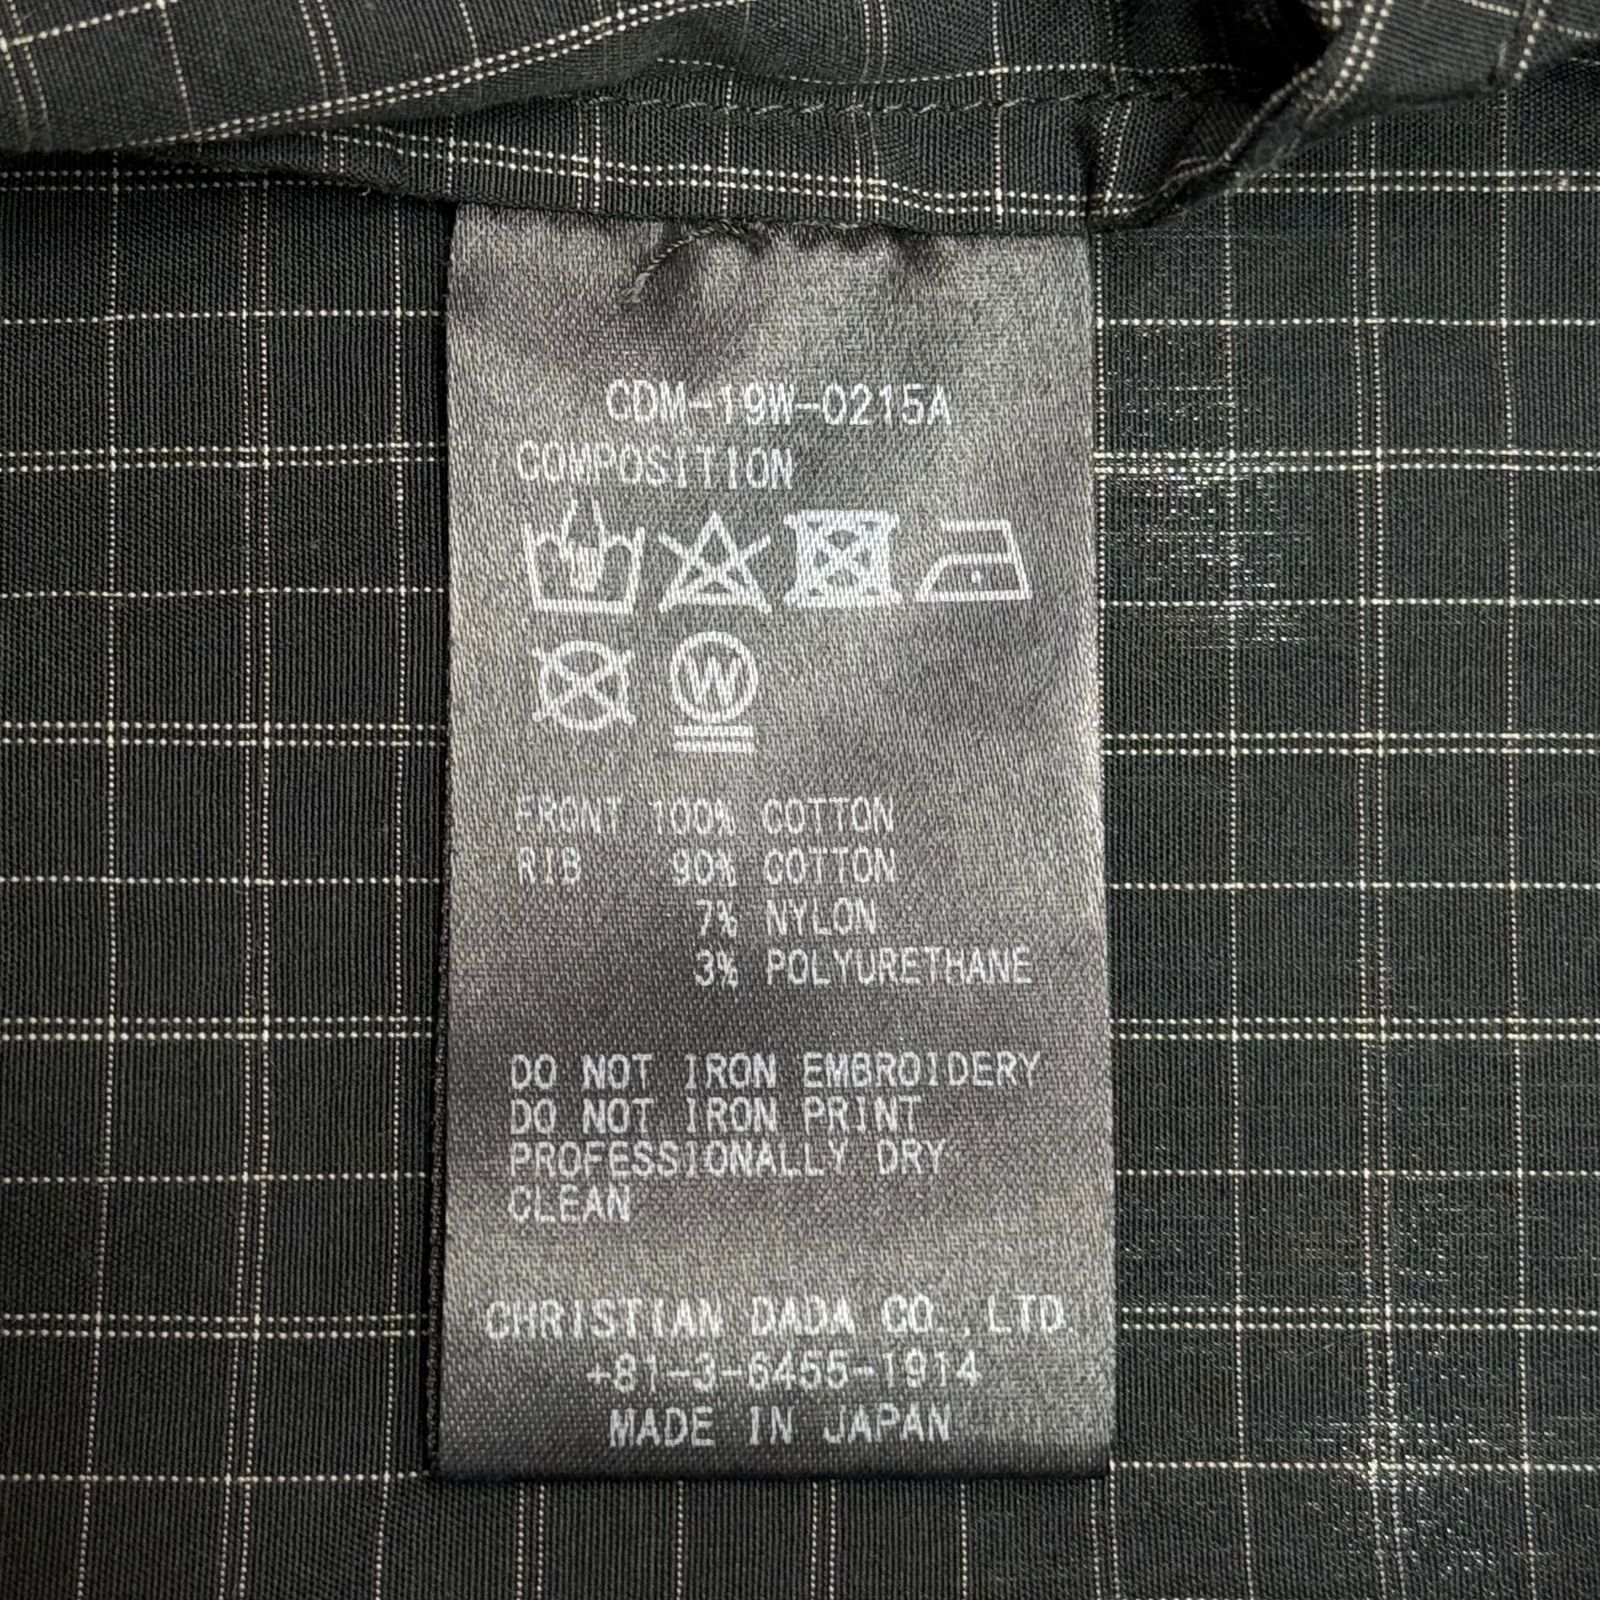 CDM-19W-0215A
COMPOSITION
W
FRONT 100% COTTON
RIB 90% COTTON
7% NYLON
3% POLYURETHANE
DO NOT IRON EMBROIDERY
DO NOT IRON PRINT
PROFESSIONALLY DRY
CLEAN
CHRISTIAN DADA CO.,LTD.
+81-3-6455-1914
MADE IN JAPAN